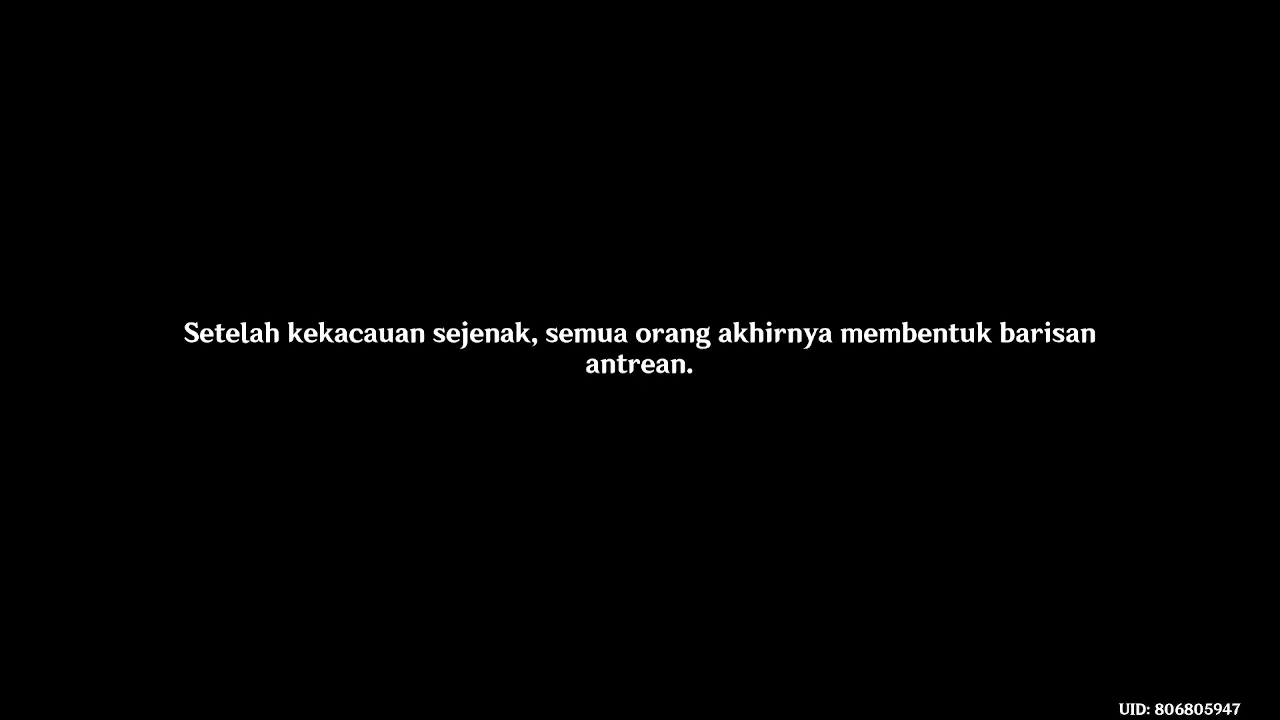 Setelah kekacauan sejenak, semua orang akhirnya membentuk barisan
antrean.
UID: 806805947